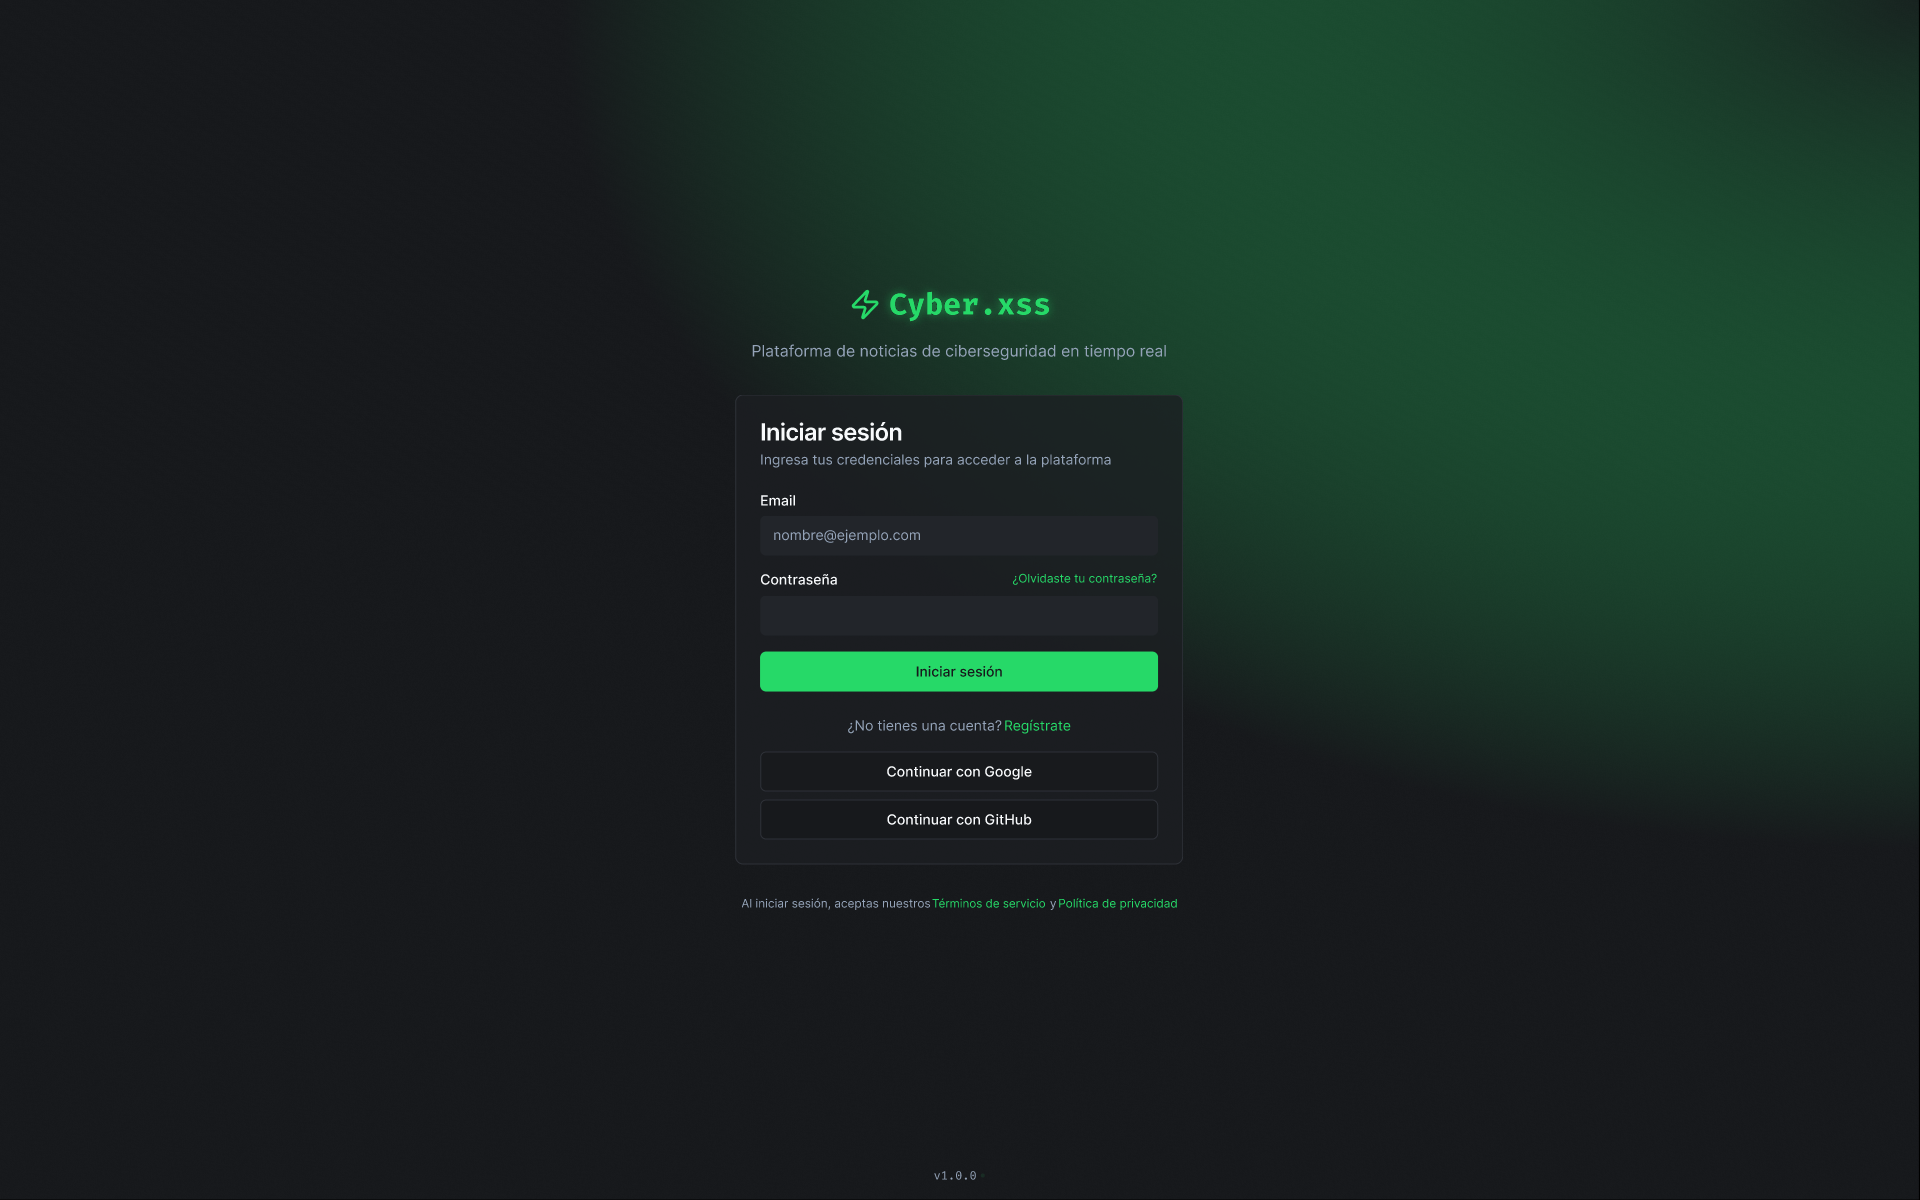 Cyber.xss
Plataforma de noticias de ciberseguridad en tiempo real
Iniciar sesión
Ingresa tus credenciales para acceder a la plataforma
Email
nombre@ejemplo.com
Contraseña ¿Olvidaste tu contraseña?
Iniciar sesión
¿No tienes una cuenta? Regístrate
Continuar con Google
Continuar con GitHub
Al iniciar sesión, aceptas nuestros Términos de servicio y Política de privacidad
v1.0.0